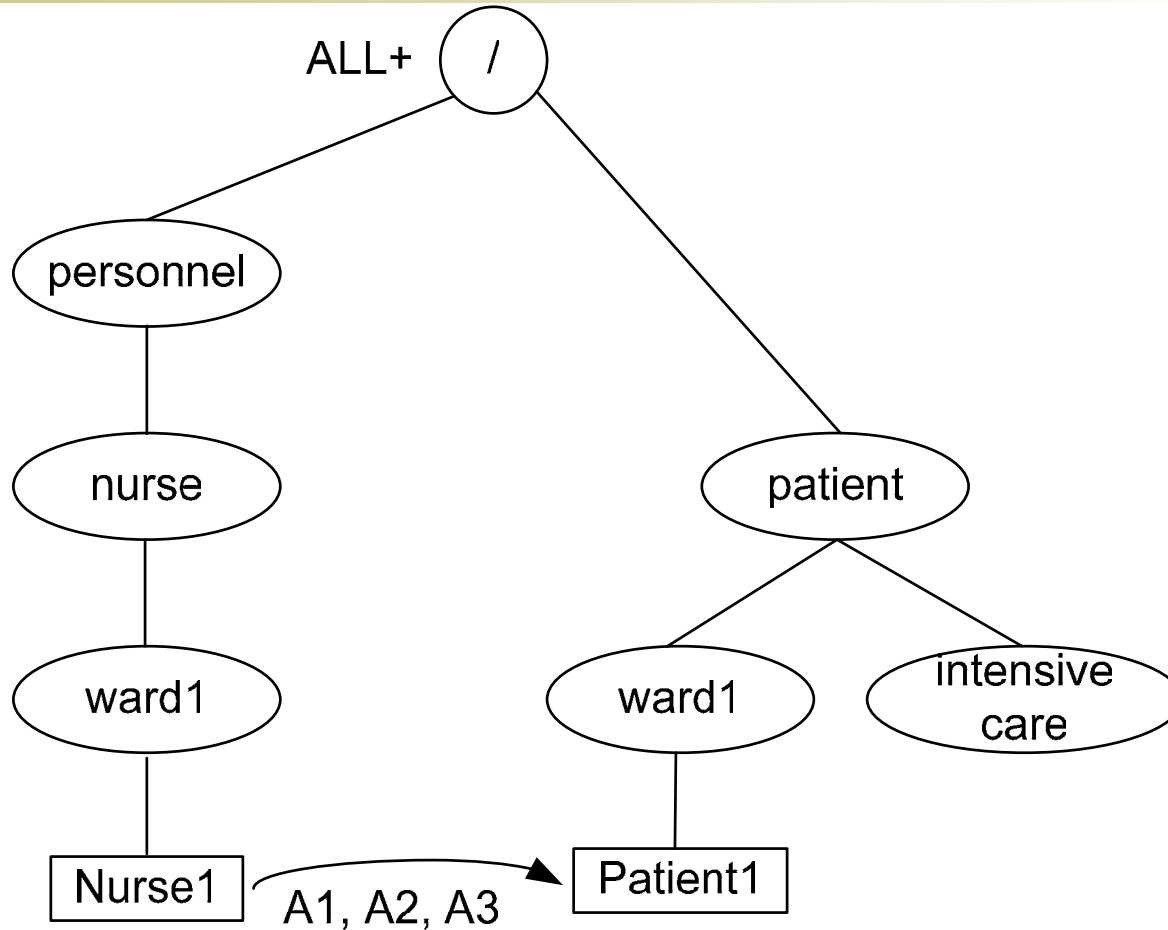 ALL+
/
personnel
nurse
patient
ward1
ward1
intensive
care
Nurse1
A1, A2, A3
Patient1